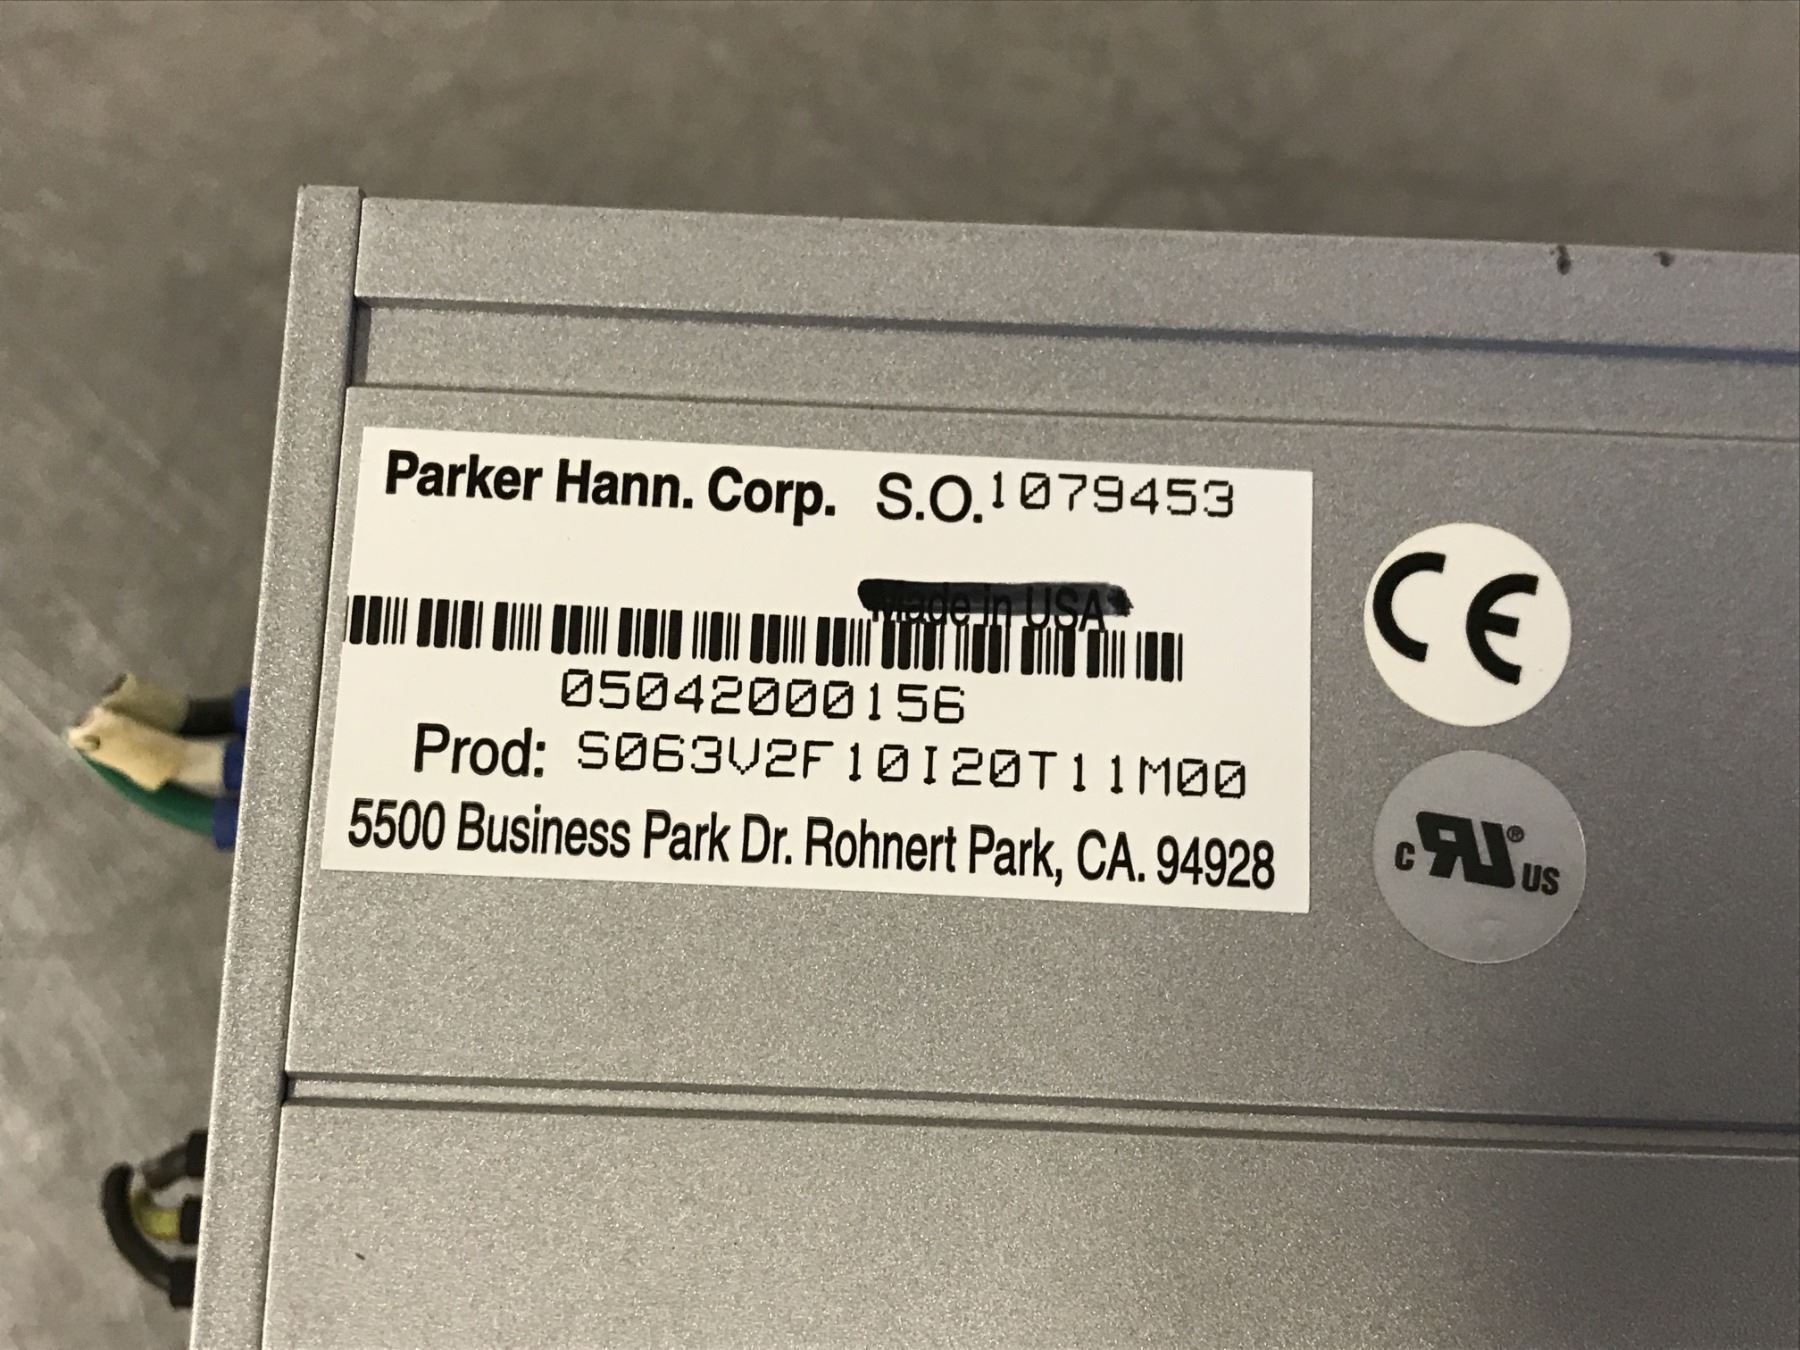 Parker Hann. Corp. S.O. 1079453
Made in USA
05042000156
Prod: S063V2F10I20T11M00
5500 Business Park Dr. Rohnert Park, CA. 94928
CE
c RU ® US